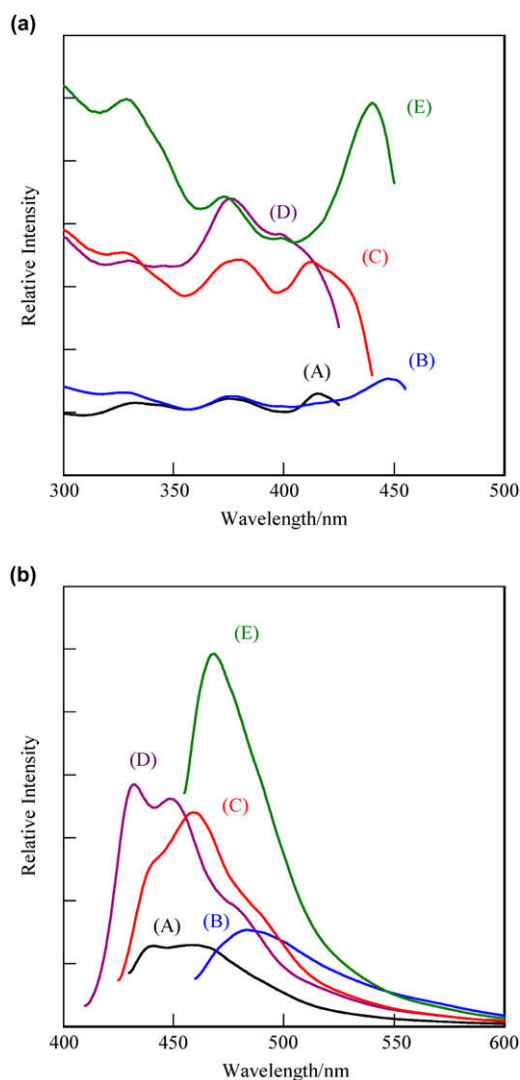 (a)
(E)
(D)
(C)
(A)
(B)
Relative Intensity
300 350 400 450 500
Wavelength/nm
(b)
(E)
(D)
(C)
(A)
(B)
Relative Intensity
400 450 500 550 600
Wavelength/nm